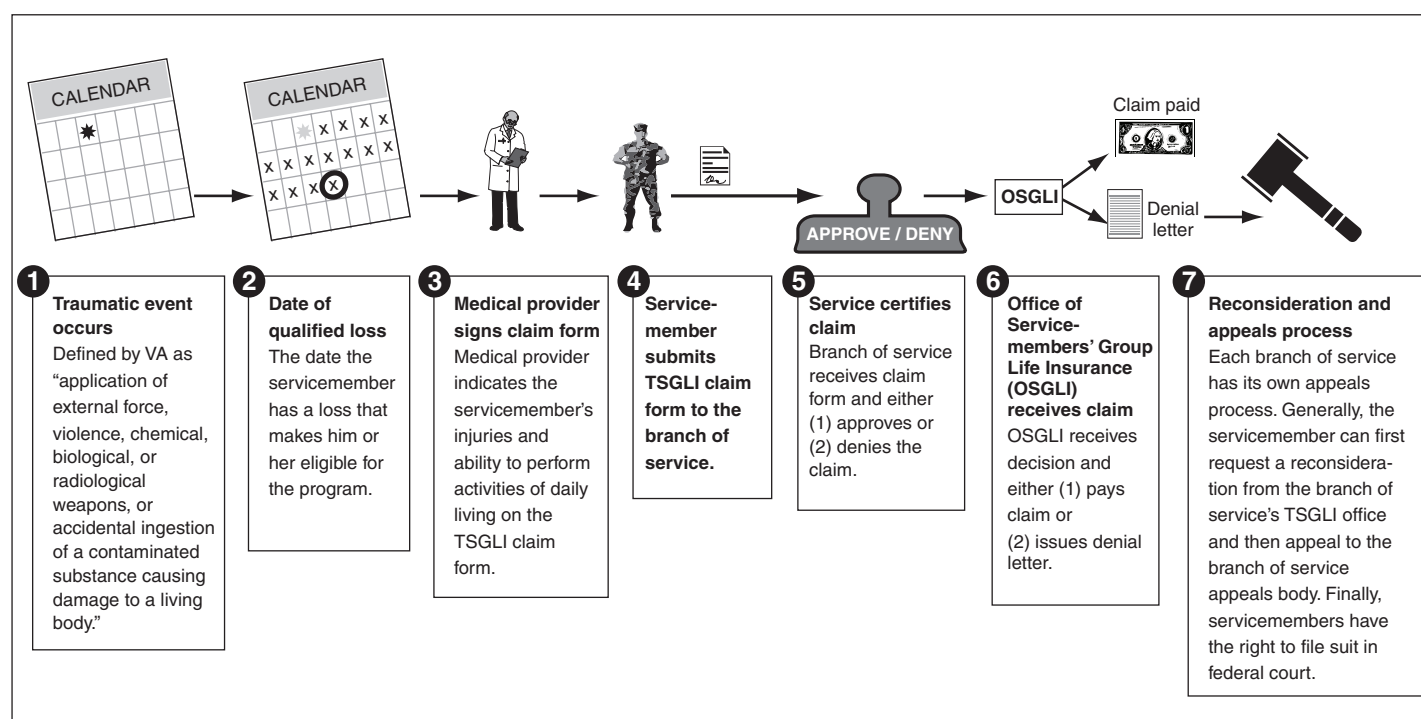 CALENDAR
CALENDAR
APPROVE / DENY
OSGLI
Claim paid
Denial
letter
1
Traumatic event
occurs
Defined by VA as
“application of
external force,
violence, chemical,
biological, or
radiological
weapons, or
accidental ingestion
of a contaminated
substance causing
damage to a living
body.”
2
Date of
qualified loss
The date the
servicemember
has a loss that
makes him or
her eligible for
the program.
3
Medical provider
signs claim form
Medical provider
indicates the
servicemember’s
injuries and
ability to perform
activities of daily
living on the
TSGLI claim
form.
4
Service-
member
submits
TSGLI claim
form to the
branch of
service.
5
Service certifies
claim
Branch of service
receives claim
form and either
(1) approves or
(2) denies the
claim.
6
Office of
Service-
members’ Group
Life Insurance
(OSGLI)
receives claim
OSGLI receives
decision and
either (1) pays
claim or
(2) issues denial
letter.
7
Reconsideration and
appeals process
Each branch of service
has its own appeals
process. Generally, the
servicemember can first
request a reconsidera-
tion from the branch of
service’s TSGLI office
and then appeal to the
branch of service
appeals body. Finally,
servicemembers have
the right to file suit in
federal court.